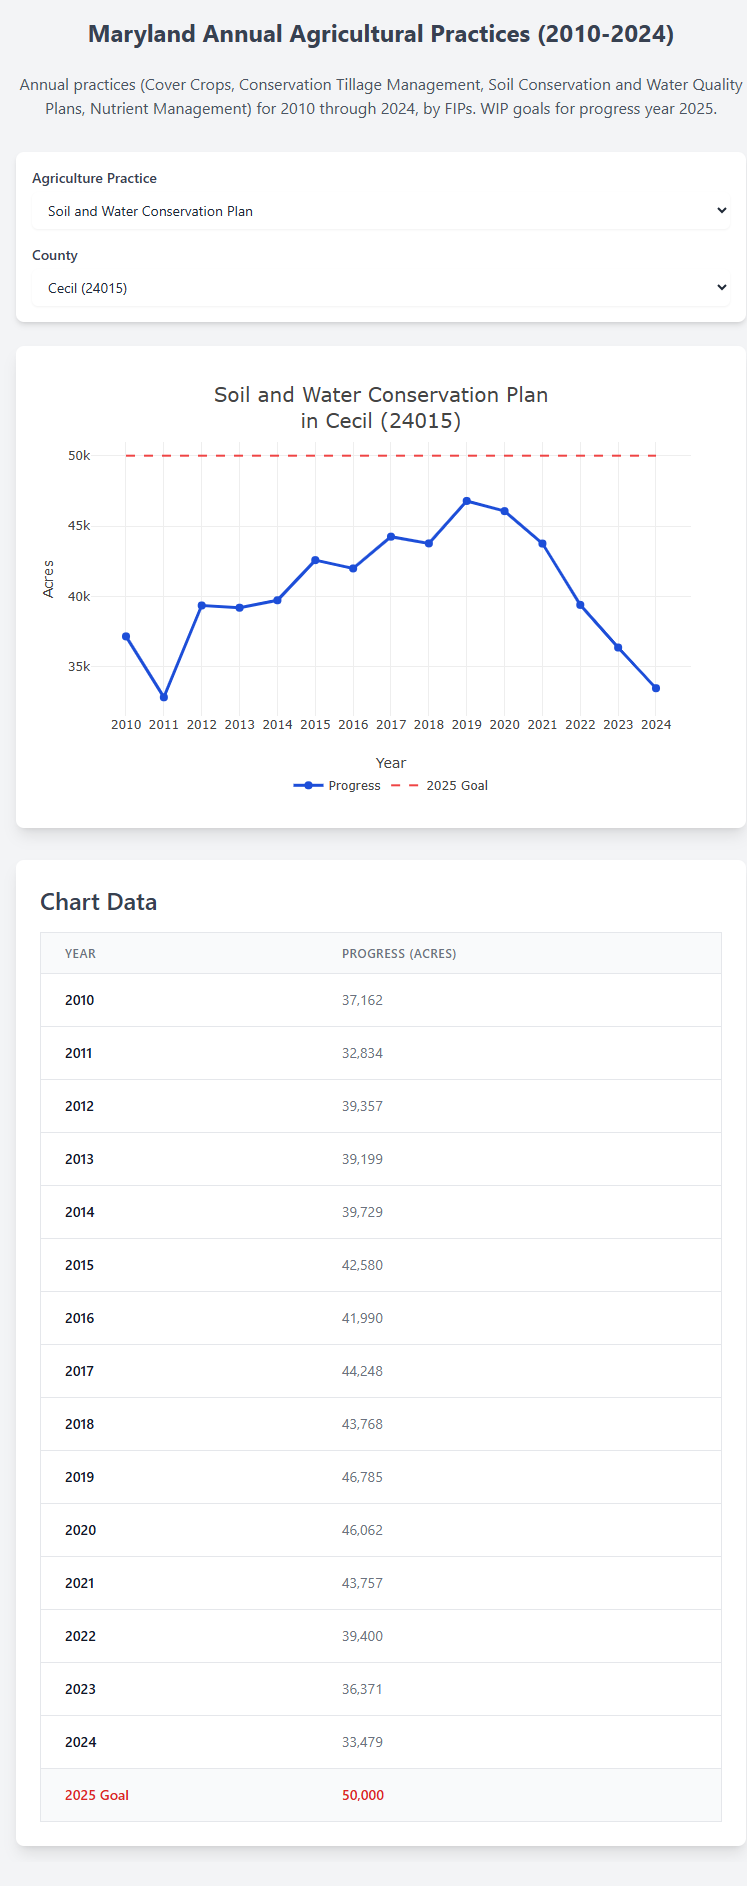 Maryland Annual Agricultural Practices (2010-2024)
Annual practices (Cover Crops, Conservation Tillage Management, Soil Conservation and Water Quality
Plans, Nutrient Management) for 2010 through 2024, by FIPs. WIP goals for progress year 2025.
Agriculture Practice
Soil and Water Conservation Plan
County
Cecil (24015)
Soil and Water Conservation Plan
in Cecil (24015)
50k
45k
40k
35k
Acres
2010 2011 2012 2013 2014 2015 2016 2017 2018 2019 2020 2021 2022 2023 2024
Year
Progress 2025 Goal
Chart Data
YEAR PROGRESS (ACRES)
2010 37,162
2011 32,834
2012 39,357
2013 39,199
2014 39,729
2015 42,580
2016 41,990
2017 44,248
2018 43,768
2019 46,785
2020 46,062
2021 43,757
2022 39,400
2023 36,371
2024 33,479
2025 Goal 50,000